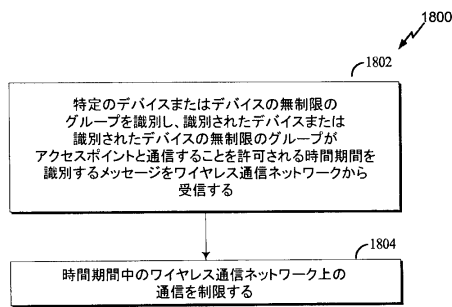 1800
1802
特定のデバイスまたはデバイスの無制限の
グループを識別し、識別されたデバイスまたは
識別されたデバイスの無制限のグループが
アクセスポイントと通信することを許可される時間期間を
識別するメッセージをワイヤレス通信ネットワークから
受信する
1804
時間期間中のワイヤレス通信ネットワーク上の
通信を制限する